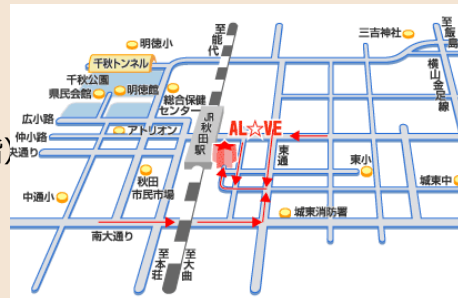 至能代
明徳小
三吉神社
至飯島
千秋トンネル
横山金足線
千秋公園
県民会館
明徳館
総合保健
センター
広小路
JR秋田駅
AL☆VE
仲小路
アトリオン
央通り
東通
東小
秋田
市民市場
城東中
中通小
城東消防署
南大通り
至本荘
至大曲